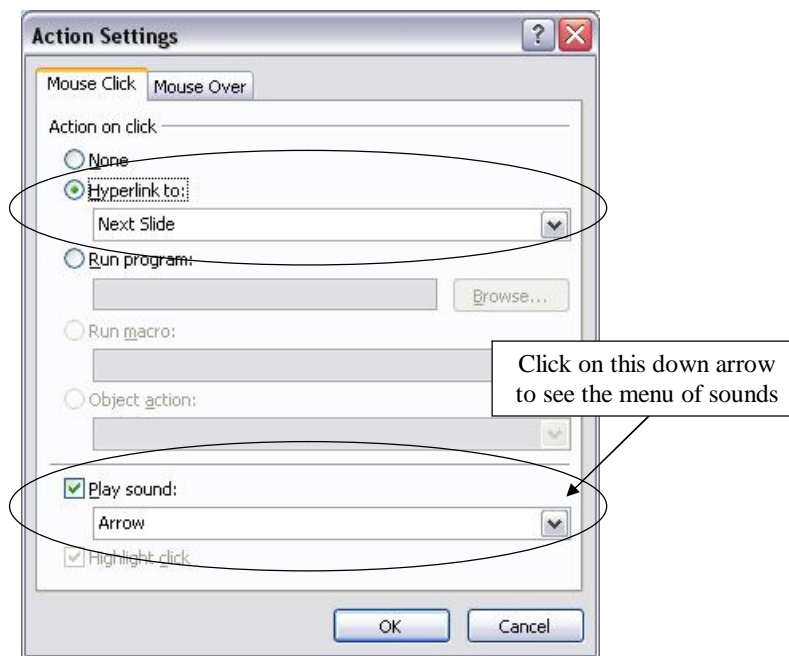 Action Settings
Mouse Click
Mouse Over
Action on click
None
Hyperlink to:
Next Slide
Run program:
Browse...
Run macro:
Click on this down arrow
to see the menu of sounds
Object action:
Play sound:
Arrow
Highlight click
OK
Cancel